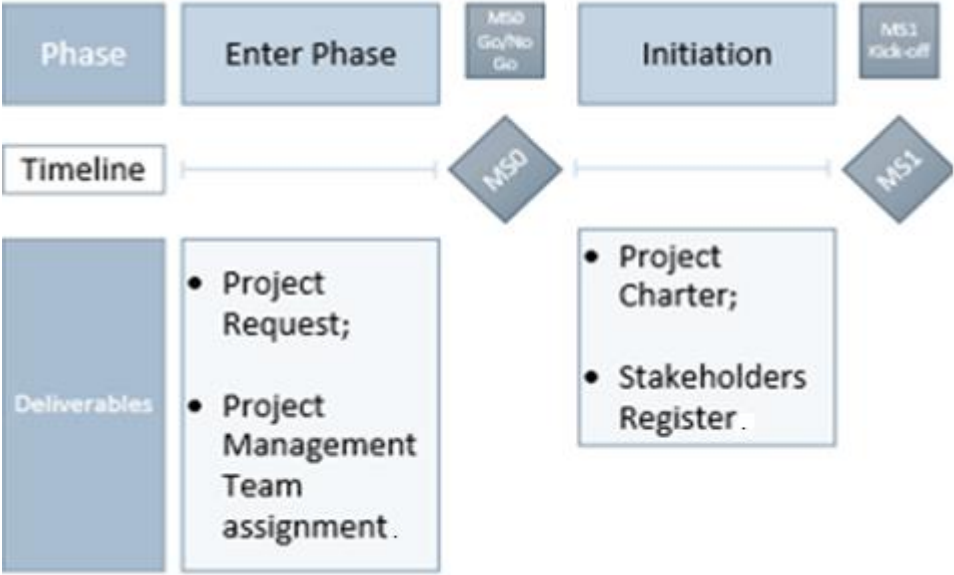 Phase
Enter Phase
MS0
Go/No
Go
Initiation
MS1
Kick-off
Timeline
MS0
MS1
Deliverables
• Project
Request;
• Project
Management
Team
assignment.
• Project
Charter;
• Stakeholders
Register.